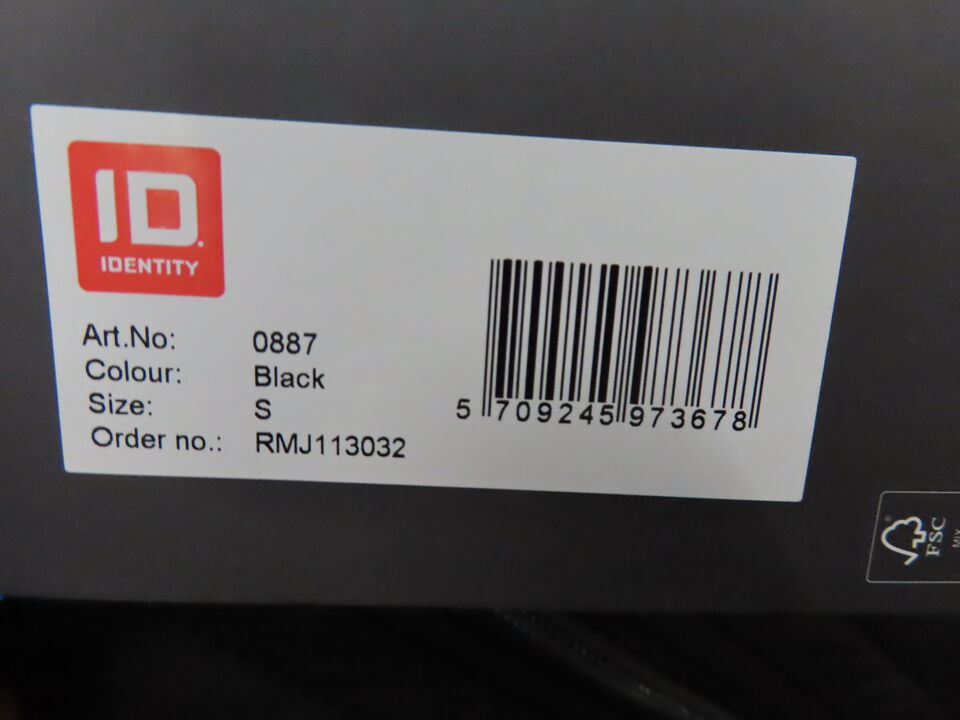 ID.
IDENTITY
Art.No: 0887
Colour: Black
Size: S
Order no.: RMJ113032
5 709245 973678
FSC
MIX